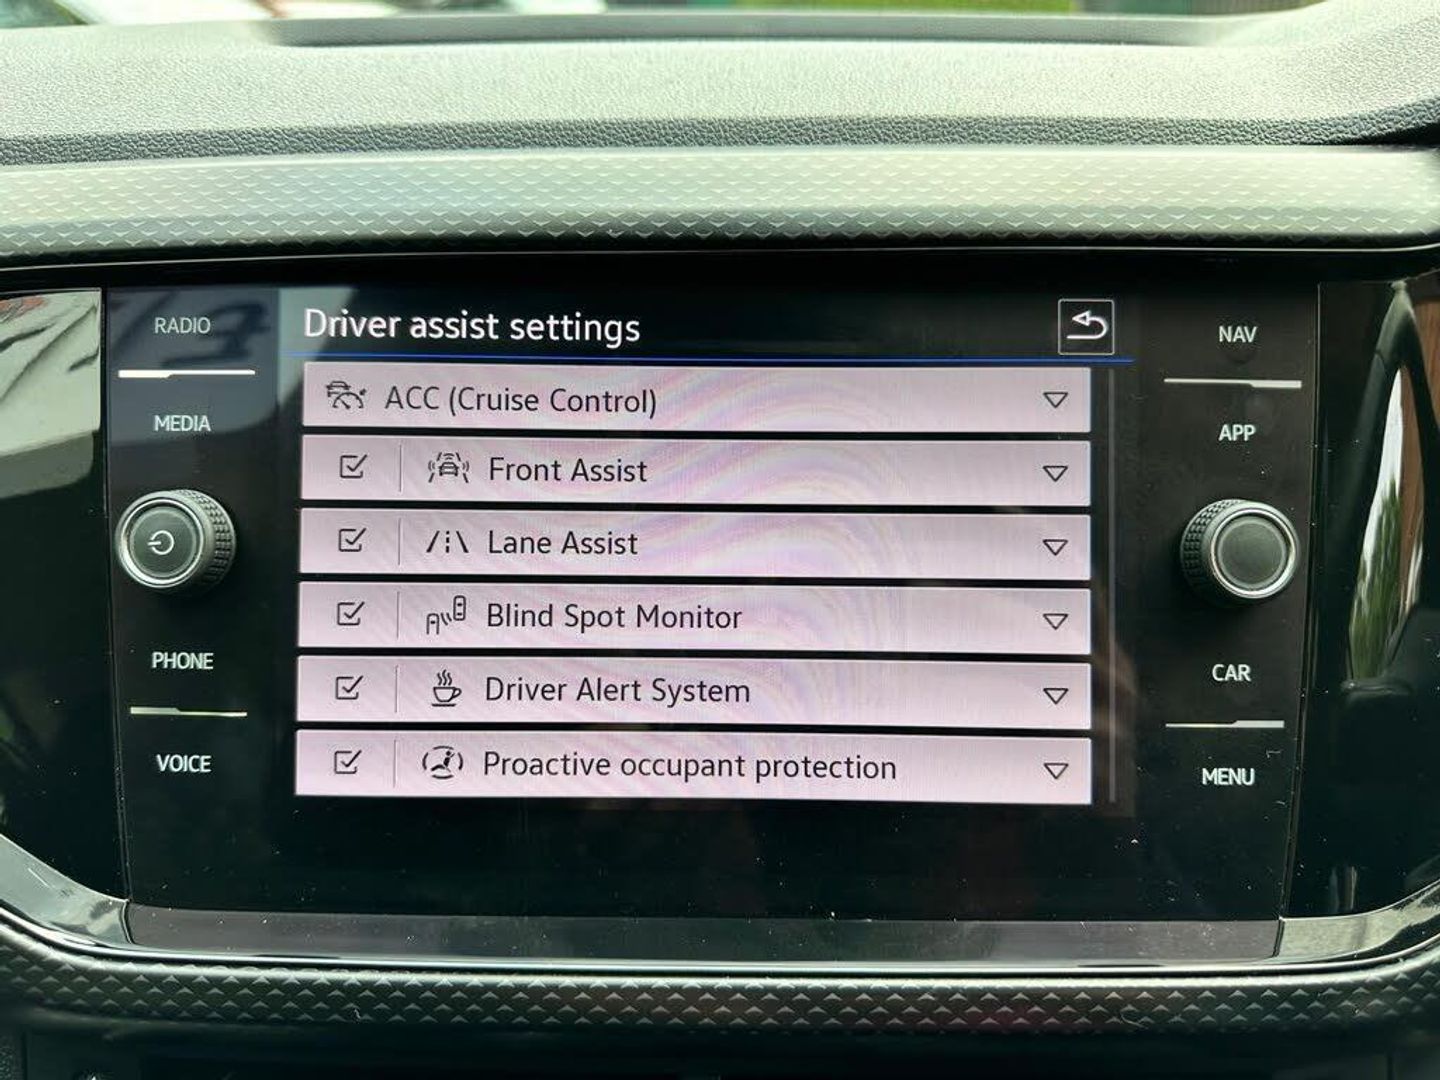 Driver assist settings
RADIO
MEDIA
PHONE
VOICE
ACC (Cruise Control)
Front Assist
Lane Assist
Blind Spot Monitor
Driver Alert System
Proactive occupant protection
NAV
APP
CAR
MENU